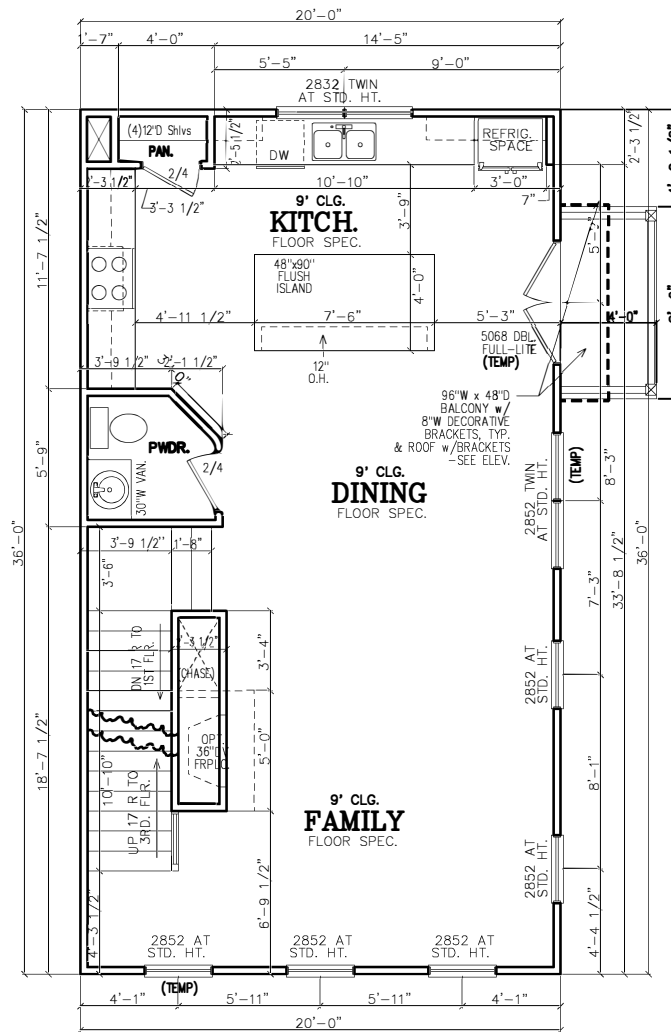 20'-0"
1'-7"
4'-0"
14'-5"
5'-5"
9'-0"
2832 TWIN
AT STD. HT.
(4)12"D Shlvs
PAN.
2'-5 1/2"
DW
REFRIG.
SPACE
2'-3 1/2"
2/4
2'-3 1/2"
3'-3 1/2"
10'-10"
3'-0"
7"
9' CLG.
KITCH.
FLOOR SPEC.
3'-9"
11'-7 1/2"
48"x90"
FLUSH
ISLAND
4'-0"
4'-11 1/2"
7'-6"
5'-3"
4'-0"
5068 DBL.
FULL-LITE
(TEMP)
12"
O.H.
3'-9 1/2"
2'-1 1/2"
96"W x 48"D
BALCONY w/
8"W DECORATIVE
BRACKETS, TYP.
& ROOF w/BRACKETS
-SEE ELEV.
PWDR.
2/4
30"W VAN.
5'-9"
9' CLG.
DINING
FLOOR SPEC.
2852 TWIN
AT STD. HT.
(TEMP)
8'-3"
36'-0"
33'-8 1/2"
36'-0"
3'-9 1/2"
1'-8"
3'-6"
7'-3"
DN 17 R TO
1ST FLR.
(CHASE)
3'-4"
2852 AT
STD. HT.
18'-7 1/2"
OPT.
36"DV
FRPLC.
5'-0"
10'-10"
UP 17 R TO
3RD. FLR.
9' CLG.
FAMILY
FLOOR SPEC.
8'-1"
2852 AT
STD. HT.
6'-9 1/2"
4'-3 1/2"
4'-4 1/2"
2852 AT
STD. HT.
2852 AT
STD. HT.
2852 AT
STD. HT.
(TEMP)
4'-1"
5'-11"
5'-11"
4'-1"
20'-0"